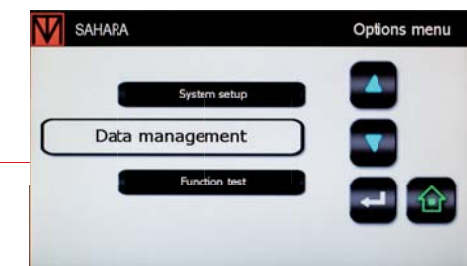 SAHARA
Options menu
System setup
Data management
Function test